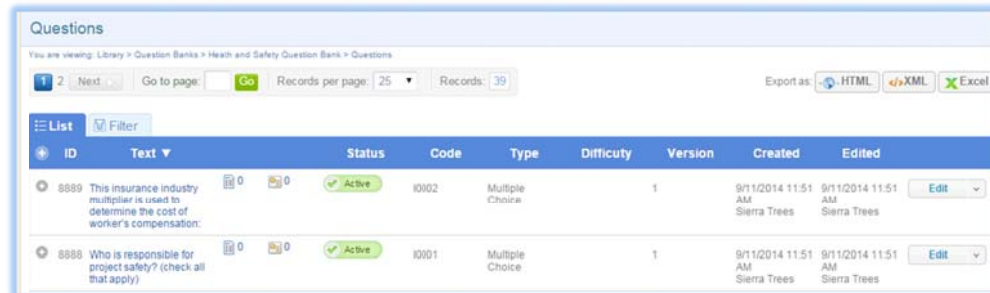 Questions
You are viewing: Library > Question Banks > Heath and Safety Question Bank > Questions
1 2 Next Go to page: Go Records per page: 25 Records: 39 Export as: HTML XML Excel
List Filter
ID Text ▼ Status Code Type Difficuty Version Created Edited
8889 This insurance industry 0 0 Active I0002 Multiple 1 9/11/2014 11:51 9/11/2014 11:51 Edit
multiplier is used to Choice AM AM
determine the cost of Sierra Trees Sierra Trees
worker's compensation:
8888 Who is responsible for 0 0 Active I0001 Multiple 1 9/11/2014 11:51 9/11/2014 11:51 Edit
project safety? (check all Choice AM AM
that apply) Sierra Trees Sierra Trees